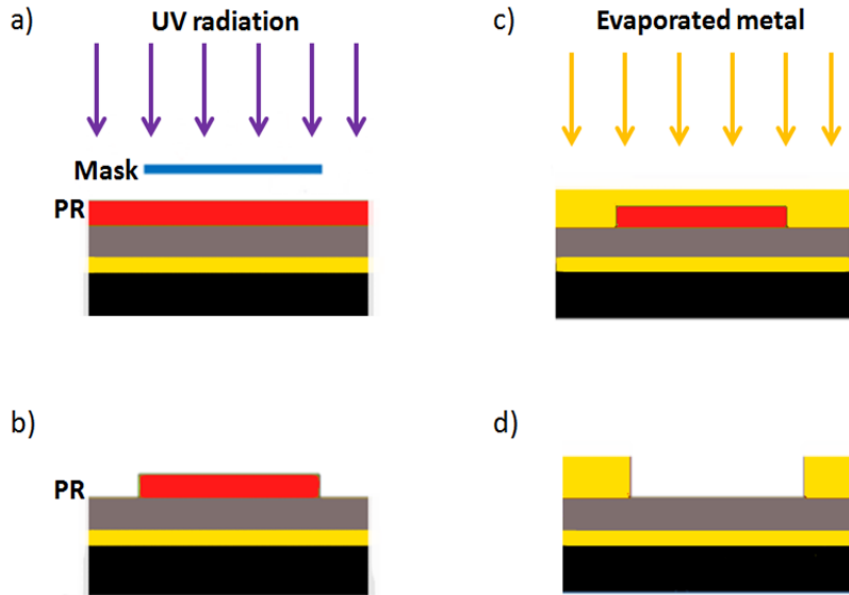 a)
UV radiation
Mask
PR
b)
PR
c)
Evaporated metal
d)